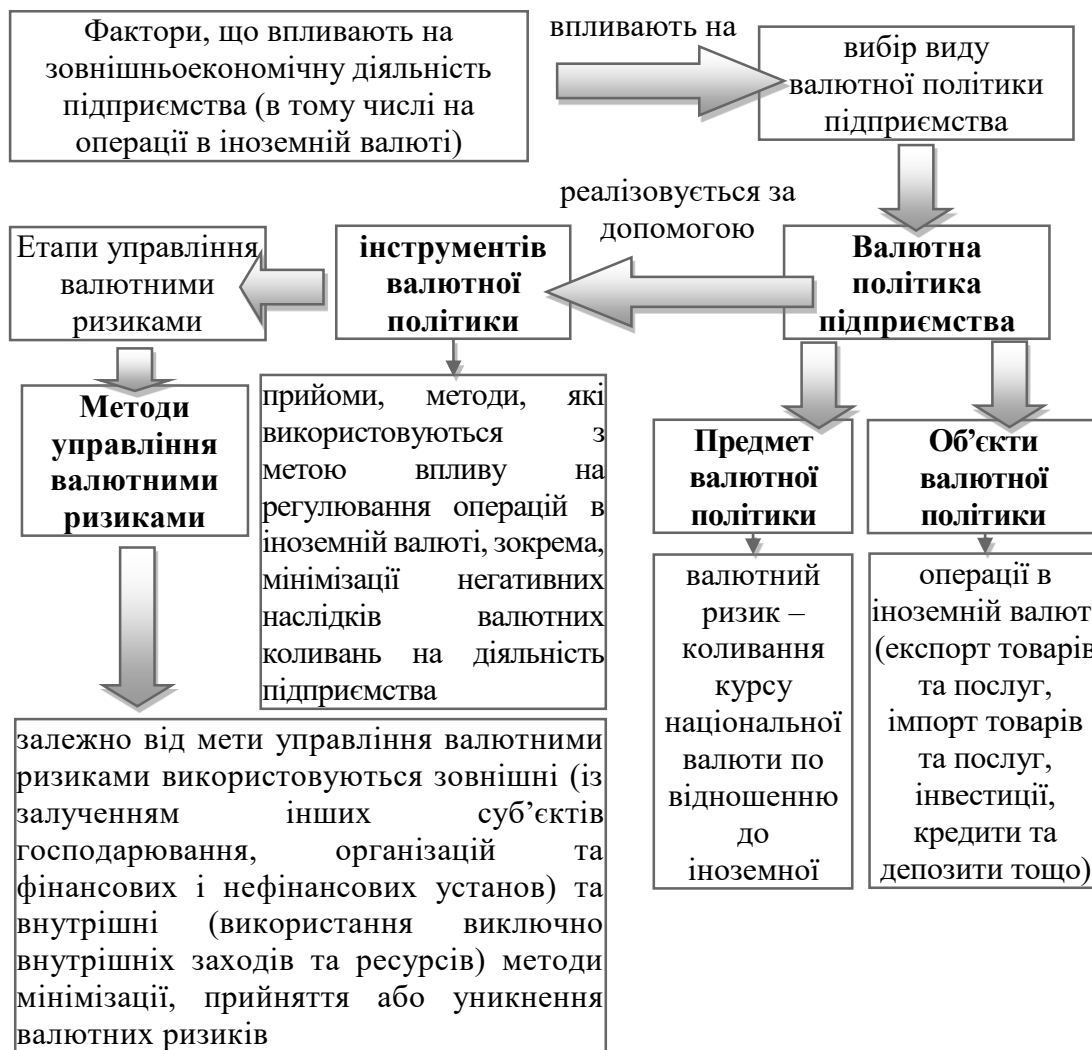 Фактори, що впливають на
зовнішньоекономічну діяльність
підприємства (в тому числі на
операції в іноземній валюті)
впливають на
вибір виду
валютної політики
підприємства
реалізовується за
допомогою
Етапи управління
валютними
ризиками
інструментів
валютної
політики
Валютна
політика
підприємства
Методи
управління
валютними
ризиками
прийоми, методи, які
використовуються з
метою впливу на
регулювання операцій в
іноземній валюті, зокрема,
мінімізації негативних
наслідків валютних
коливань на діяльність
підприємства
Предмет
валютної
політики
Об’єкти
валютної
політики
валютний
ризик –
коливання
курсу
національної
валюти по
відношенню
до
іноземної
операції в
іноземній валют
(експорт товарів
та послуг,
імпорт товарів
та послуг,
інвестиції,
кредити та
депозити тощо)
залежно від мети управління валютними
ризиками використовуються зовнішні (із
залученням інших суб’єктів
господарювання, організацій та
фінансових і нефінансових установ) та
внутрішні (використання виключно
внутрішніх заходів та ресурсів) методи
мінімізації, прийняття або уникнення
валютних ризиків